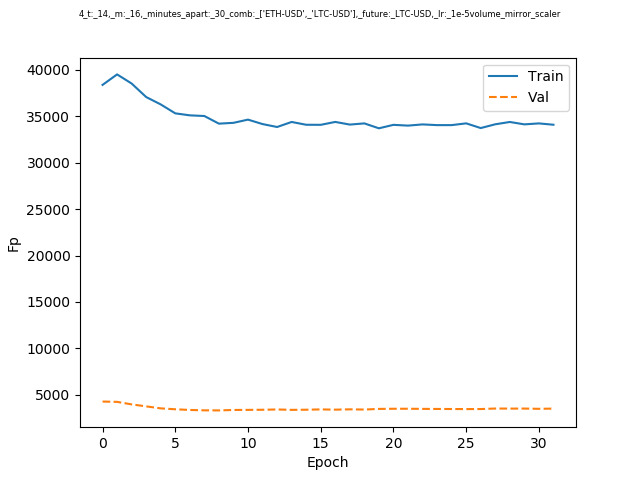 4_t:_14,_m:_16,_minutes_apart:_30_comb:_['ETH-USD',_'LTC-USD'],_future:_LTC-USD,_lr:_1e-5volume_mirror_scaler
40000
35000
30000
25000
20000
15000
10000
5000
Fp
Train
Val
0 5 10 15 20 25 30
Epoch